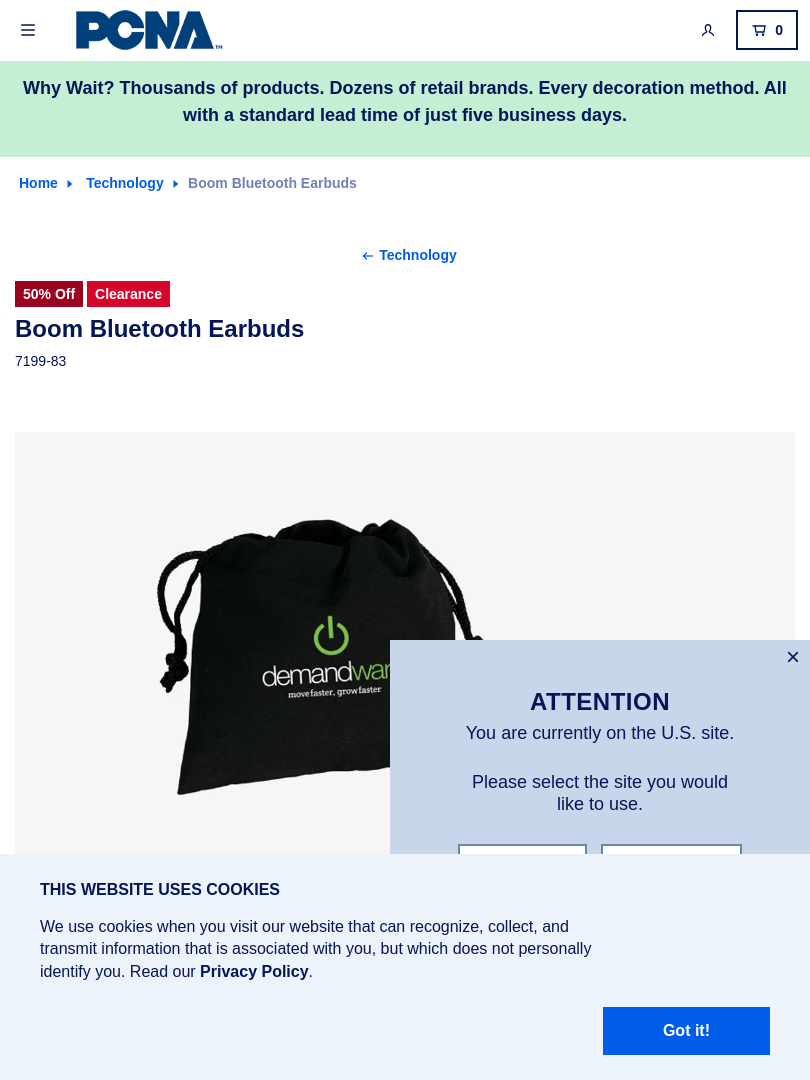 PCNA™
0
Why Wait? Thousands of products. Dozens of retail brands. Every decoration method. All
with a standard lead time of just five business days.
Home
Technology
Boom Bluetooth Earbuds
Technology
50% Off
Clearance
Boom Bluetooth Earbuds
7199-83
demandwar
move faster, grow faster
ATTENTION
You are currently on the U.S. site.
Please select the site you would
like to use.
THIS WEBSITE USES COOKIES
We use cookies when you visit our website that can recognize, collect, and
transmit information that is associated with you, but which does not personally
identify you. Read our Privacy Policy.
Got it!